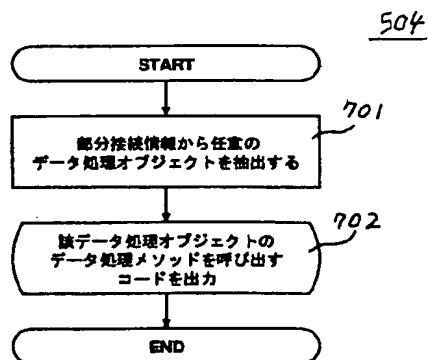 504
START
701
部分接続情報から任意の
データ処理オブジェクトを抽出する
702
該データ処理オブジェクトの
データ処理メソッドを呼び出す
コードを出力
END